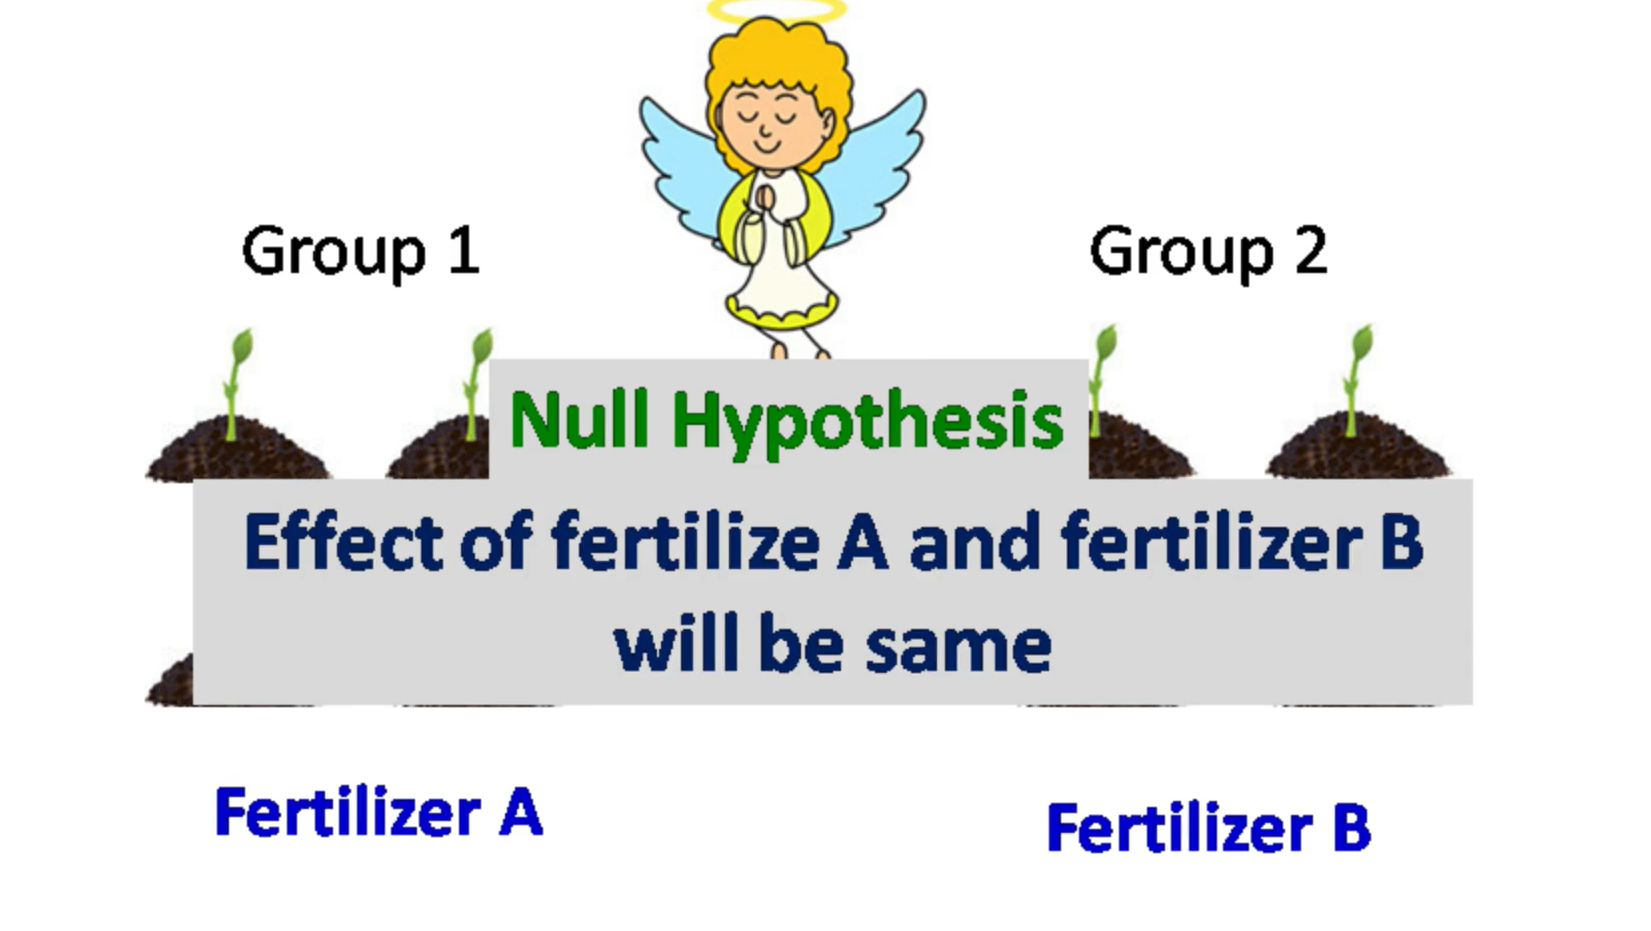 Group 1
Group 2
Null Hypothesis
Effect of fertilize A and fertilizer B
will be same
Fertilizer A
Fertilizer B